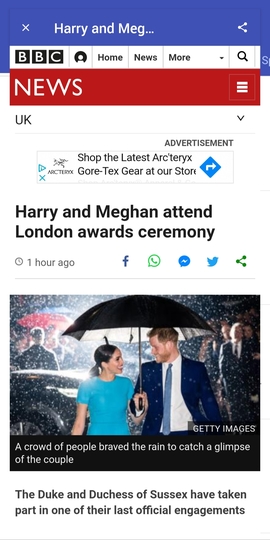 Harry and Meg...
BBC Home News More
NEWS
UK
ADVERTISEMENT
Shop the Latest Arc'teryx
Gore-Tex Gear at our Store
ARC'TERYX
Harry and Meghan attend
London awards ceremony
1 hour ago
GETTY IMAGES
A crowd of people braved the rain to catch a glimpse
of the couple
The Duke and Duchess of Sussex have taken
part in one of their last official engagements